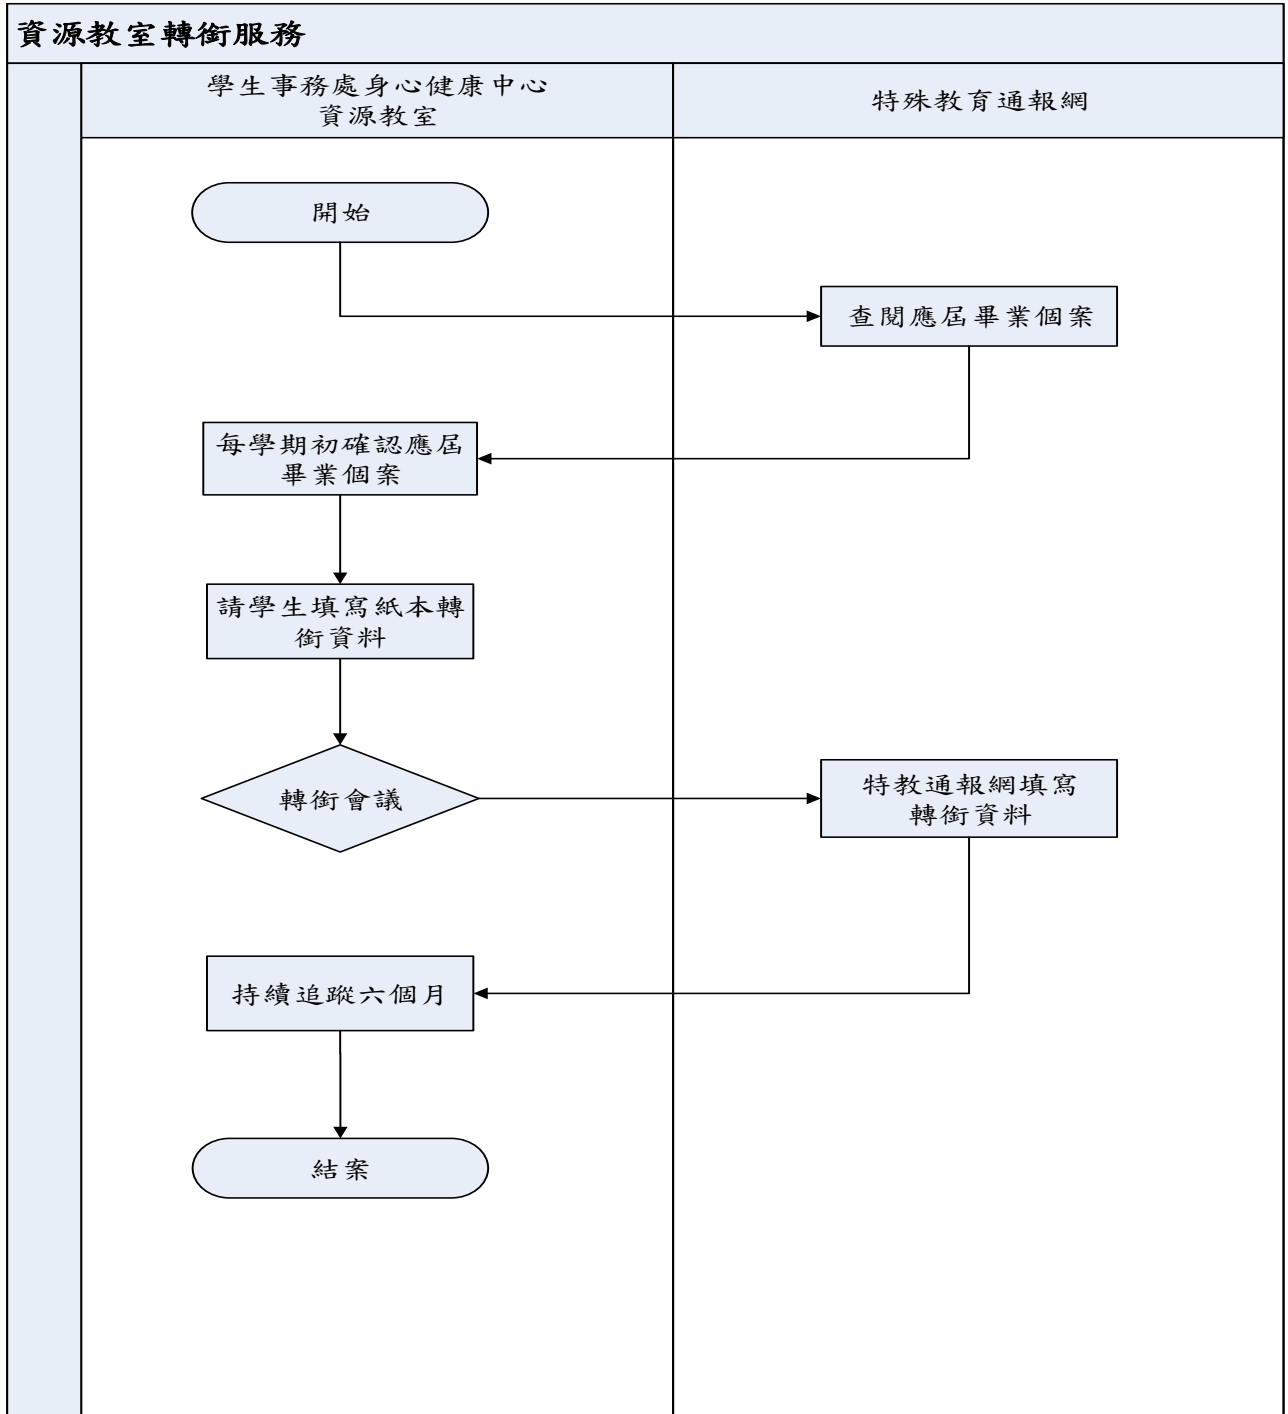 資源教室轉銜服務
學生事務處身心健康中心
資源教室
特殊教育通報網
開始
查閱應屆畢業個案
每學期初確認應屆
畢業個案
請學生填寫紙本轉
銜資料
轉銜會議
特教通報網填寫
轉銜資料
持續追蹤六個月
結案